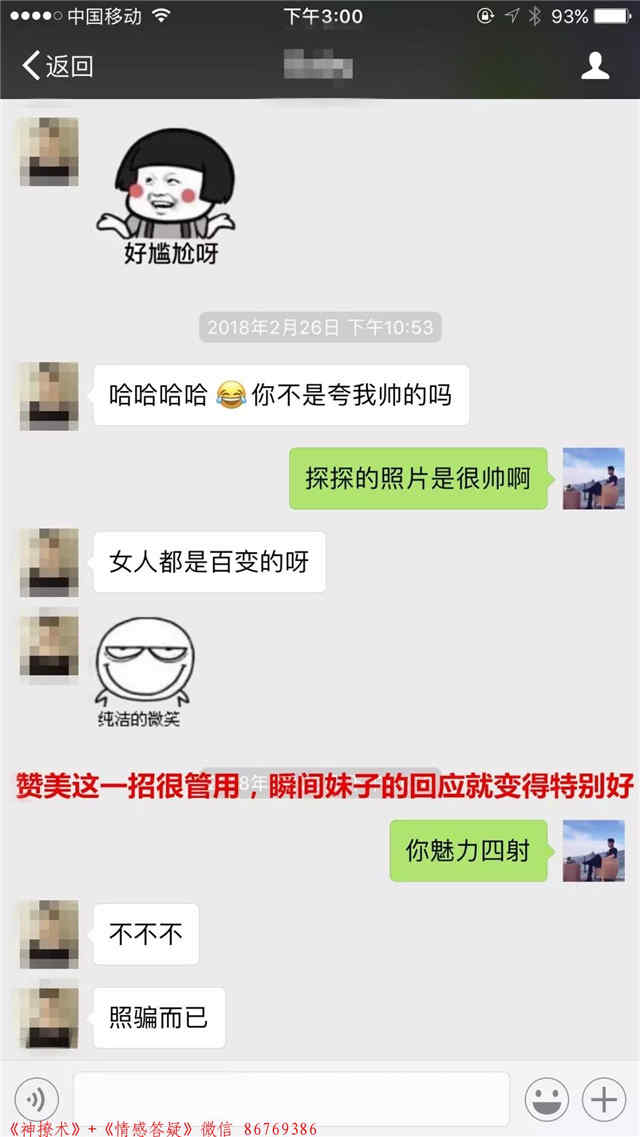 中国移动 下午3:00 93%
返回
好尴尬呀
2018年2月26日 下午10:53
哈哈哈哈😂你不是夸我帅的吗
探探的照片是很帅啊
女人都是百变的呀
纯洁的微笑
赞美这一招很管用，瞬间妹子的回应就变得特别好
你魅力四射
不不不
照骗而已
《神撩术》+《情感答疑》微信 86769386